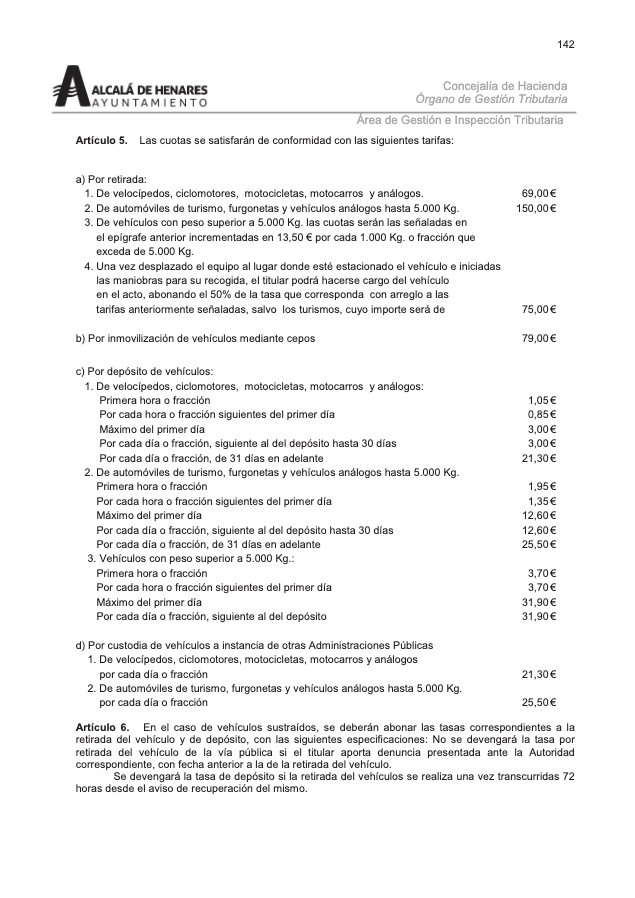 142
ALCALÁ DE HENARES
AYUNTAMIENTO
Concejalía de Hacienda
Órgano de Gestión Tributaria
Área de Gestión e Inspección Tributaria
Artículo 5. Las cuotas se satisfarán de conformidad con las siguientes tarifas:
a) Por retirada:
1. De velocípedos, ciclomotores, motocicletas, motocarros y análogos. 69,00 €
2. De automóviles de turismo, furgonetas y vehículos análogos hasta 5.000 Kg. 150,00 €
3. De vehículos con peso superior a 5.000 Kg. las cuotas serán las señaladas en
el epígrafe anterior incrementadas en 13,50 € por cada 1.000 Kg. o fracción que
exceda de 5.000 Kg.
4. Una vez desplazado el equipo al lugar donde esté estacionado el vehículo e iniciadas
las maniobras para su recogida, el titular podrá hacerse cargo del vehículo
en el acto, abonando el 50% de la tasa que corresponda con arreglo a las
tarifas anteriormente señaladas, salvo los turismos, cuyo importe será de 75,00 €
b) Por inmovilización de vehículos mediante cepos 79,00 €
c) Por depósito de vehículos:
1. De velocípedos, ciclomotores, motocicletas, motocarros y análogos:
Primera hora o fracción 1,05 €
Por cada hora o fracción siguientes del primer día 0,85 €
Máximo del primer día 3,00 €
Por cada día o fracción, siguiente al del depósito hasta 30 días 3,00 €
Por cada día o fracción, de 31 días en adelante 21,30 €
2. De automóviles de turismo, furgonetas y vehículos análogos hasta 5.000 Kg.
Primera hora o fracción 1,95 €
Por cada hora o fracción siguientes del primer día 1,35 €
Máximo del primer día 12,60 €
Por cada día o fracción, siguiente al del depósito hasta 30 días 12,60 €
Por cada día o fracción, de 31 días en adelante 25,50 €
3. Vehículos con peso superior a 5.000 Kg.:
Primera hora o fracción 3,70 €
Por cada hora o fracción siguientes del primer día 3,70 €
Máximo del primer día 31,90 €
Por cada día o fracción, siguiente al del depósito 31,90 €
d) Por custodia de vehículos a instancia de otras Administraciones Públicas
1. De velocípedos, ciclomotores, motocicletas, motocarros y análogos
por cada día o fracción 21,30 €
2. De automóviles de turismo, furgonetas y vehículos análogos hasta 5.000 Kg.
por cada día o fracción 25,50 €
Artículo 6. En el caso de vehículos sustraídos, se deberán abonar las tasas correspondientes a la
retirada del vehículo y de depósito, con las siguientes especificaciones: No se devengará la tasa por
retirada del vehículo de la vía pública si el titular aporta denuncia presentada ante la Autoridad
correspondiente, con fecha anterior a la de la retirada del vehículo.
Se devengará la tasa de depósito si la retirada del vehículos se realiza una vez transcurridas 72
horas desde el aviso de recuperación del mismo.